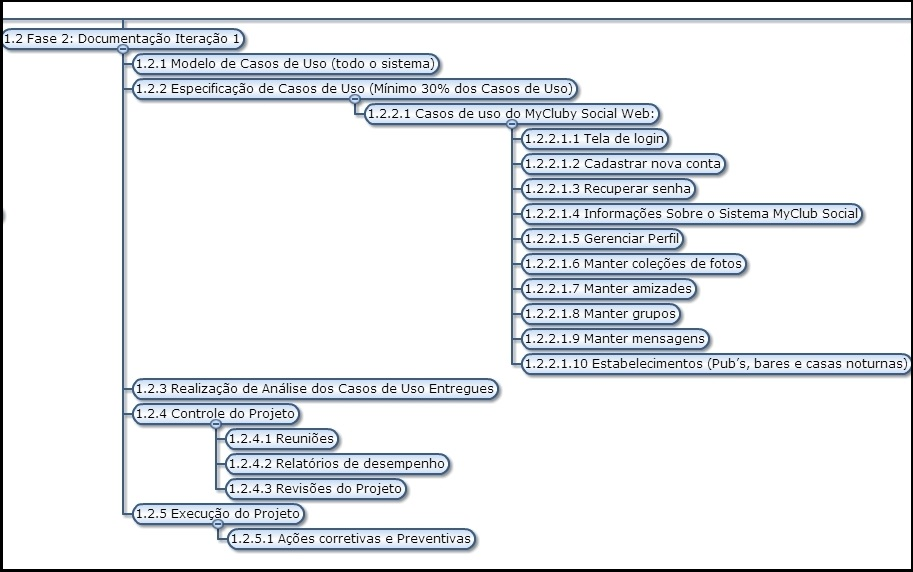 1.2 Fase 2: Documentação Iteração 1
1.2.1 Modelo de Casos de Uso (todo o sistema)
1.2.2 Especificação de Casos de Uso (Mínimo 30% dos Casos de Uso)
1.2.2.1 Casos de uso do MyCluby Social Web:
1.2.2.1.1 Tela de login
1.2.2.1.2 Cadastrar nova conta
1.2.2.1.3 Recuperar senha
1.2.2.1.4 Informações Sobre o Sistema MyClub Social
1.2.2.1.5 Gerenciar Perfil
1.2.2.1.6 Manter coleções de fotos
1.2.2.1.7 Manter amizades
1.2.2.1.8 Manter grupos
1.2.2.1.9 Manter mensagens
1.2.2.1.10 Estabelecimentos (Pub´s, bares e casas noturnas)
1.2.3 Realização de Análise dos Casos de Uso Entregues
1.2.4 Controle do Projeto
1.2.4.1 Reuniões
1.2.4.2 Relatórios de desempenho
1.2.4.3 Revisões do Projeto
1.2.5 Execução do Projeto
1.2.5.1 Ações corretivas e Preventivas